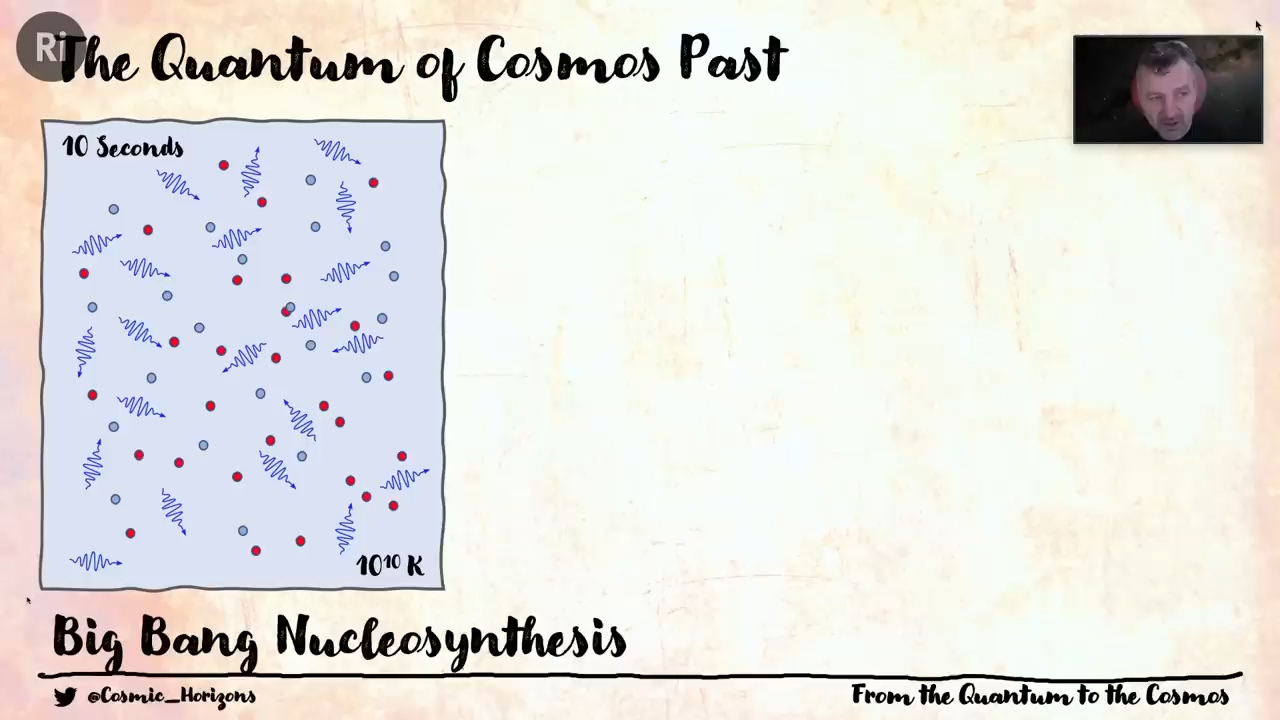 Ri
The Quantum of Cosmos Past
10 Seconds
10¹⁰ K
Big Bang Nucleosynthesis
@Cosmic_Horizons
From the Quantum to the Cosmos